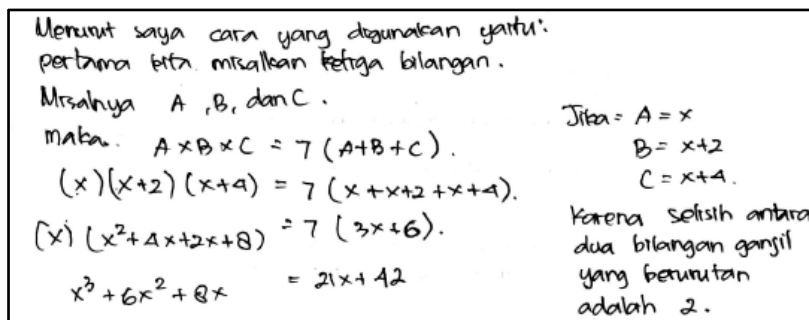 Menurut saya cara yang digunakan yaitu:
pertama kita misalkan ketiga bilangan.
Misalnya A, B, dan C.
maka. A × B × C = 7 (A+B+C).
(x)(x+2)(x+4) = 7 (x+x+2+x+4).
(x) (x²+4x+2x+8) = 7 (3x+6).
x³ + 6x² + 8x = 21x + 42
Jika = A = x
B = x+2
C = x+4.
Karena selisih antara
dua bilangan ganjil
yang berurutan
adalah 2.